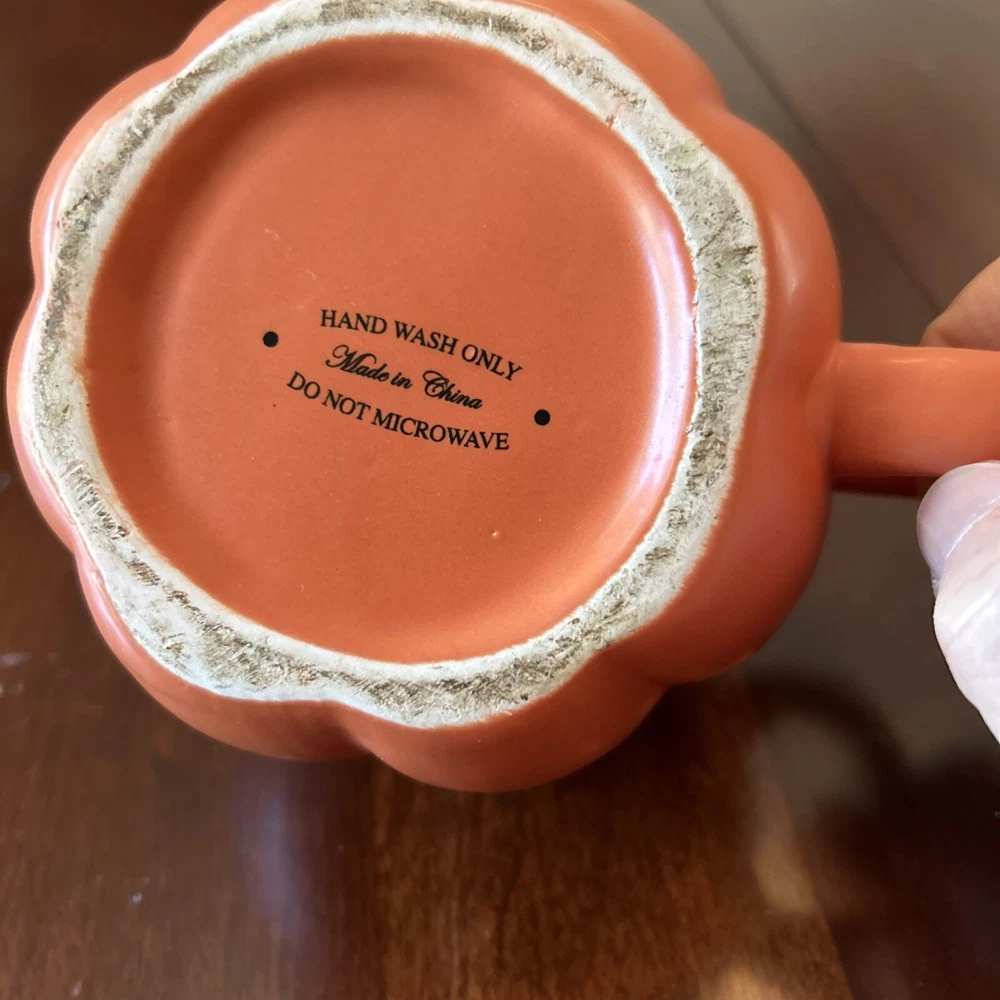 HAND WASH ONLY
Made in China
DO NOT MICROWAVE